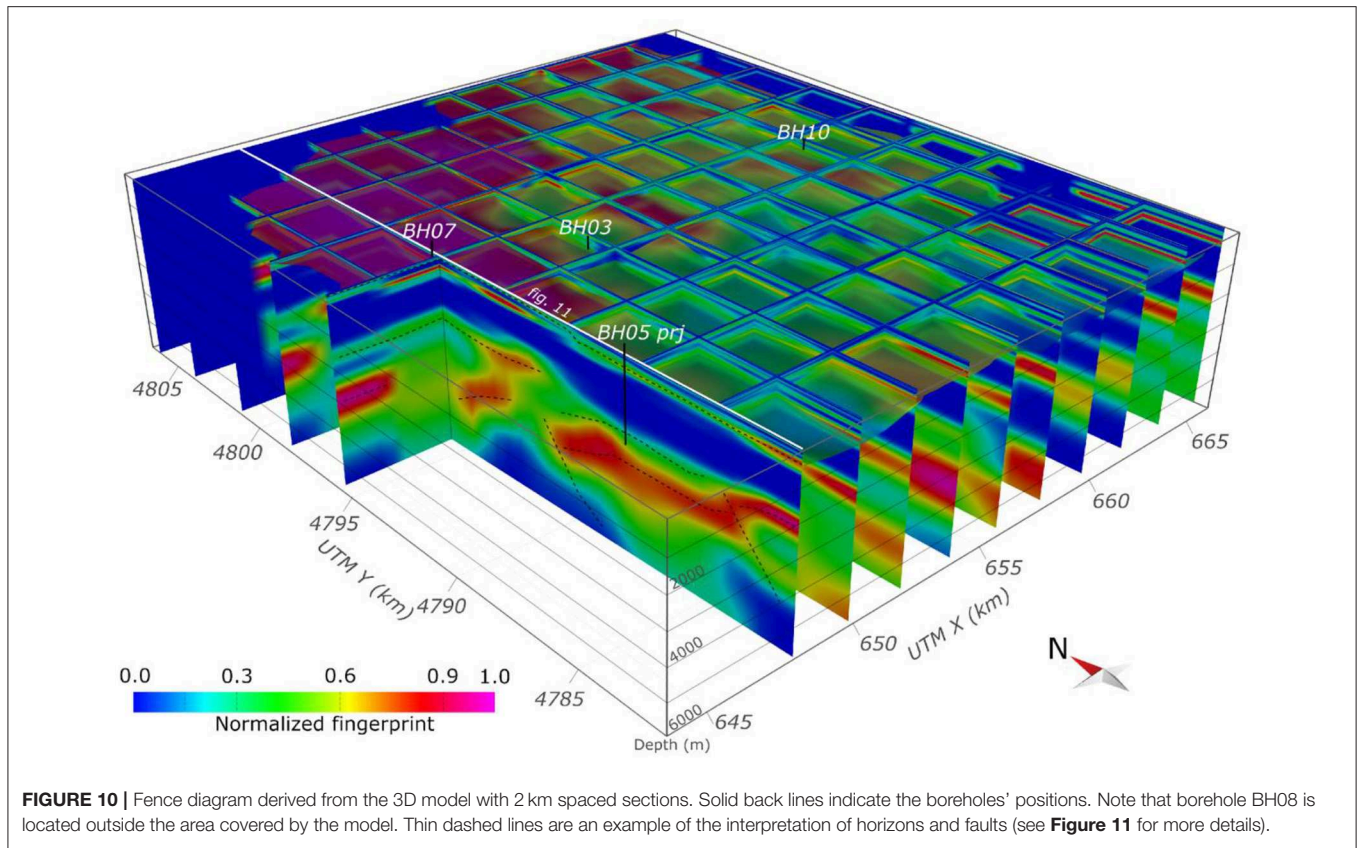 BH10
BH07
BH03
fig. 11
BH05 prj
4805
4800
4795
4790
4785
UTM Y (km)
2000
4000
6000
Depth (m)
645
650
655
660
665
UTM X (km)
N
0.0 0.3 0.6 0.9 1.0
Normalized fingerprint
FIGURE 10 | Fence diagram derived from the 3D model with 2 km spaced sections. Solid back lines indicate the boreholes' positions. Note that borehole BH08 is
located outside the area covered by the model. Thin dashed lines are an example of the interpretation of horizons and faults (see Figure 11 for more details).